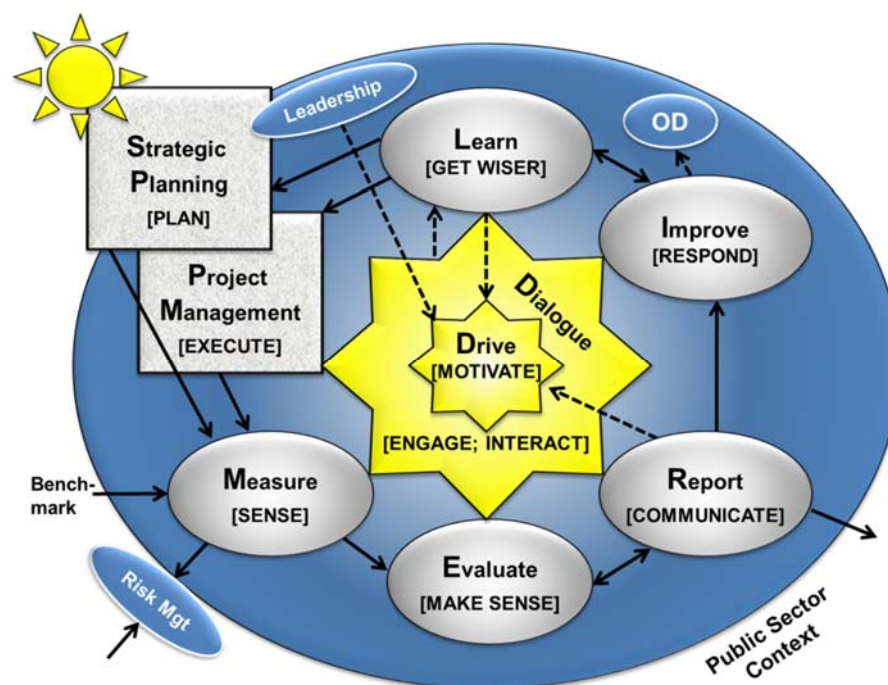 Strategic
Planning
[PLAN]
Leadership
Learn
[GET WISER]
OD
Improve
[RESPOND]
Project
Management
[EXECUTE]
Dialogue
Drive
[MOTIVATE]
[ENGAGE; INTERACT]
Bench-
mark
Measure
[SENSE]
Report
[COMMUNICATE]
Evaluate
[MAKE SENSE]
Risk Mgt
Public Sector
Context